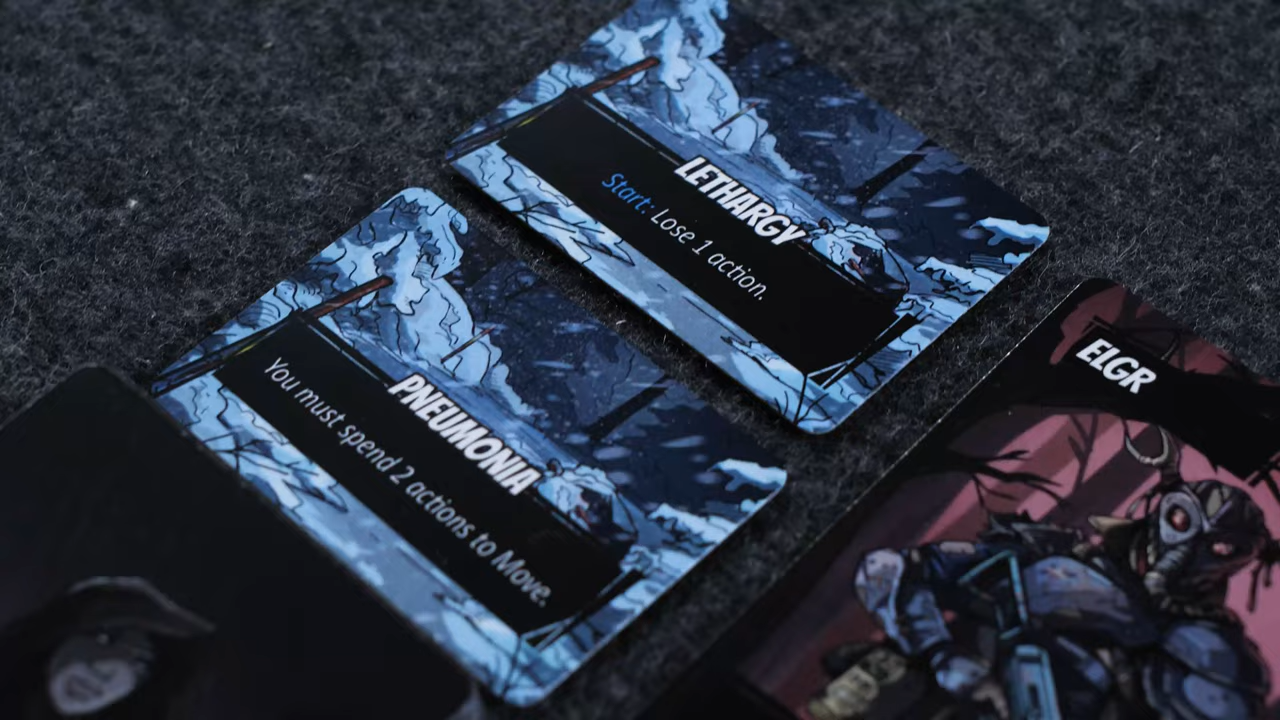 LETHARGY
Start: Lose 1 action.
PNEUMONIA
You must spend 2 actions to Move.
ELGR